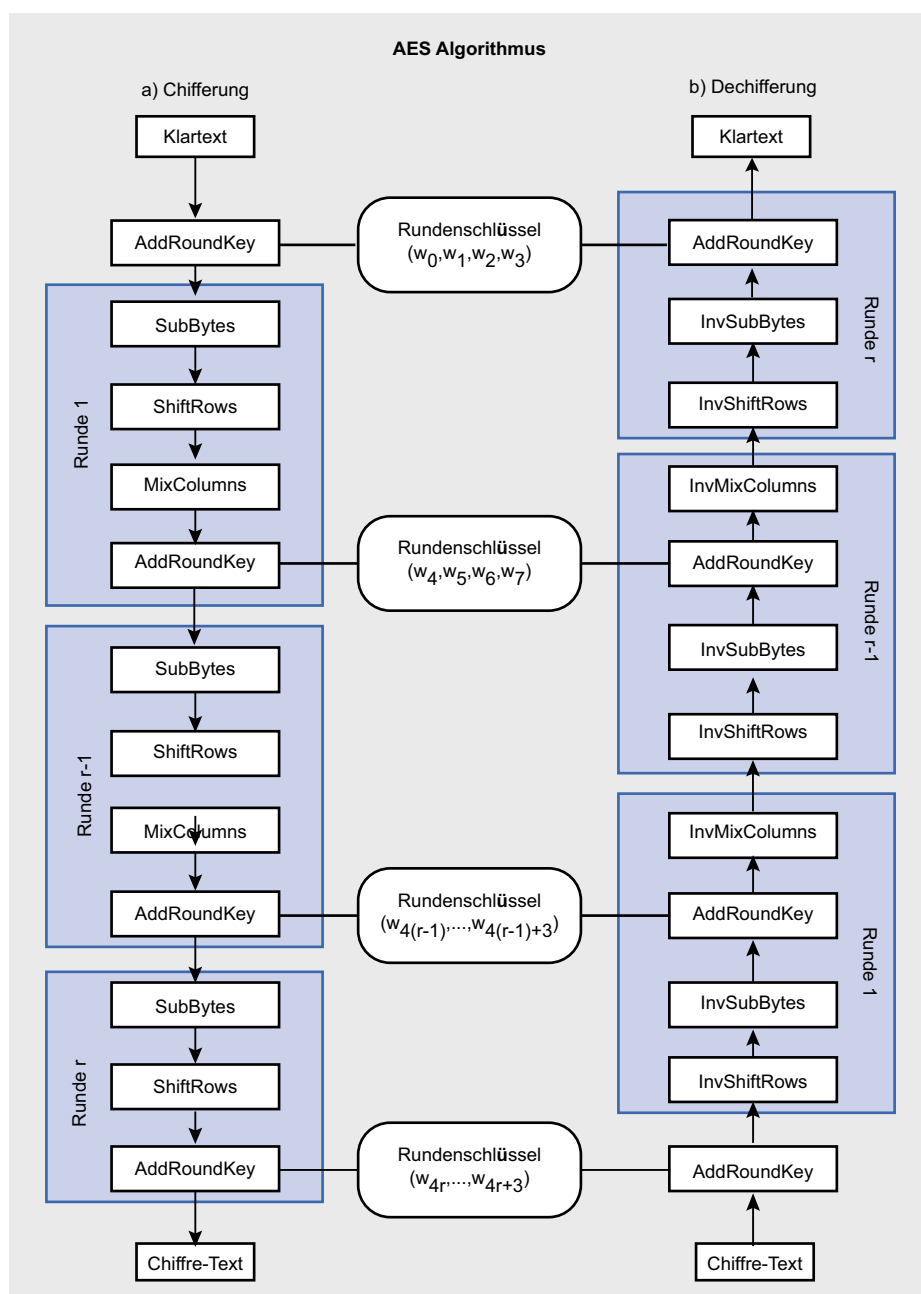 AES Algorithmus
a) Chifferung
Klartext
AddRoundKey
Runde 1
SubBytes
ShiftRows
MixColumns
AddRoundKey
Runde r-1
SubBytes
ShiftRows
MixColumns
AddRoundKey
Runde r
SubBytes
ShiftRows
AddRoundKey
Chiffre-Text
Rundenschlüssel
(w0,w1,w2,w3)
Rundenschlüssel
(w4,w5,w6,w7)
Rundenschlüssel
(w4(r-1),...,w4(r-1)+3)
Rundenschlüssel
(w4r,...,w4r+3)
b) Dechifferung
Klartext
AddRoundKey
InvSubBytes
InvShiftRows
Runde r
InvMixColumns
AddRoundKey
InvSubBytes
InvShiftRows
Runde r-1
InvMixColumns
AddRoundKey
InvSubBytes
InvShiftRows
Runde 1
AddRoundKey
Chiffre-Text